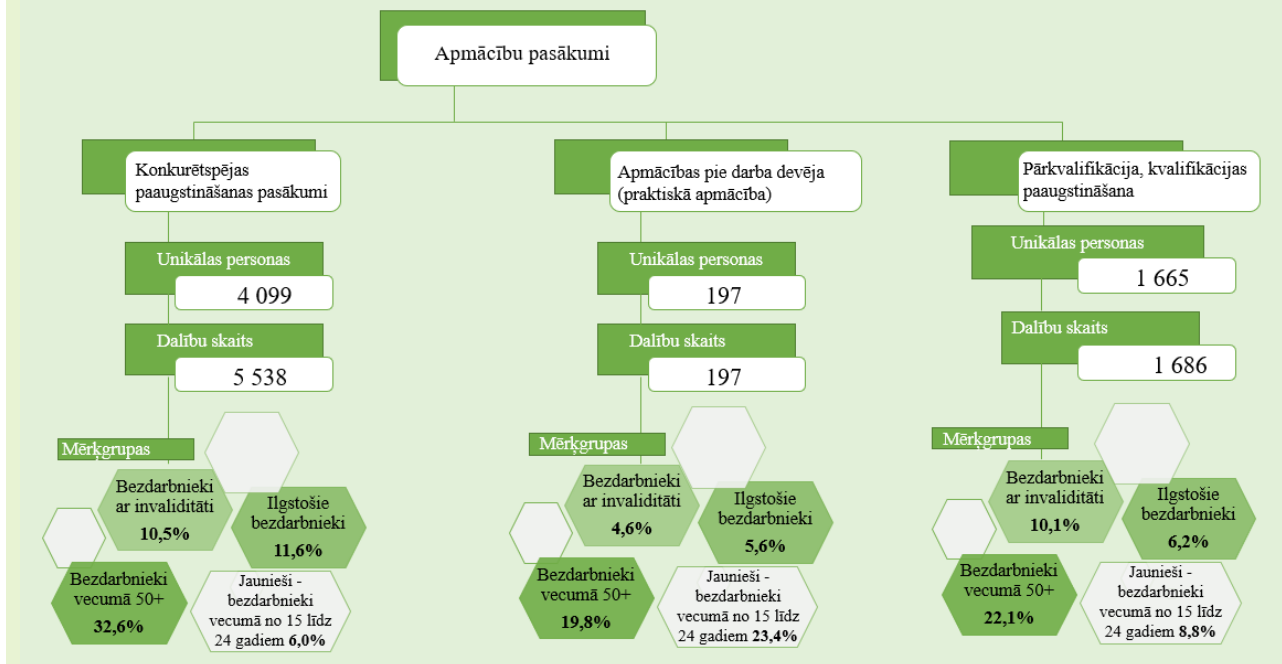 Apmācību pasākumi
Konkurētspējas
paaugstināšanas pasākumi
Unikālas personas
4 099
Dalību skaits
5 538
Mērķgrupas
Bezdarbnieki
ar invaliditāti
10,5%
Ilgstošie
bezdarbnieki
11,6%
Bezdarbnieki
vecumā 50+
32,6%
Jaunieši -
bezdarbnieki
vecumā no 15 līdz
24 gadiem 6,0%
Apmācības pie darba devēja
(praktiskā apmācība)
Unikālas personas
197
Dalību skaits
197
Mērķgrupas
Bezdarbnieki
ar invaliditāti
4,6%
Ilgstošie
bezdarbnieki
5,6%
Bezdarbnieki
vecumā 50+
19,8%
Jaunieši -
bezdarbnieki
vecumā no 15 līdz
24 gadiem 23,4%
Pārkvalifikācija, kvalifikācijas
paaugstināšana
Unikālas personas
1 665
Dalību skaits
1 686
Mērķgrupas
Bezdarbnieki
ar invaliditāti
10,1%
Ilgstošie
bezdarbnieki
6,2%
Bezdarbnieki
vecumā 50+
22,1%
Jaunieši -
bezdarbnieki
vecumā no 15 līdz
24 gadiem 8,8%